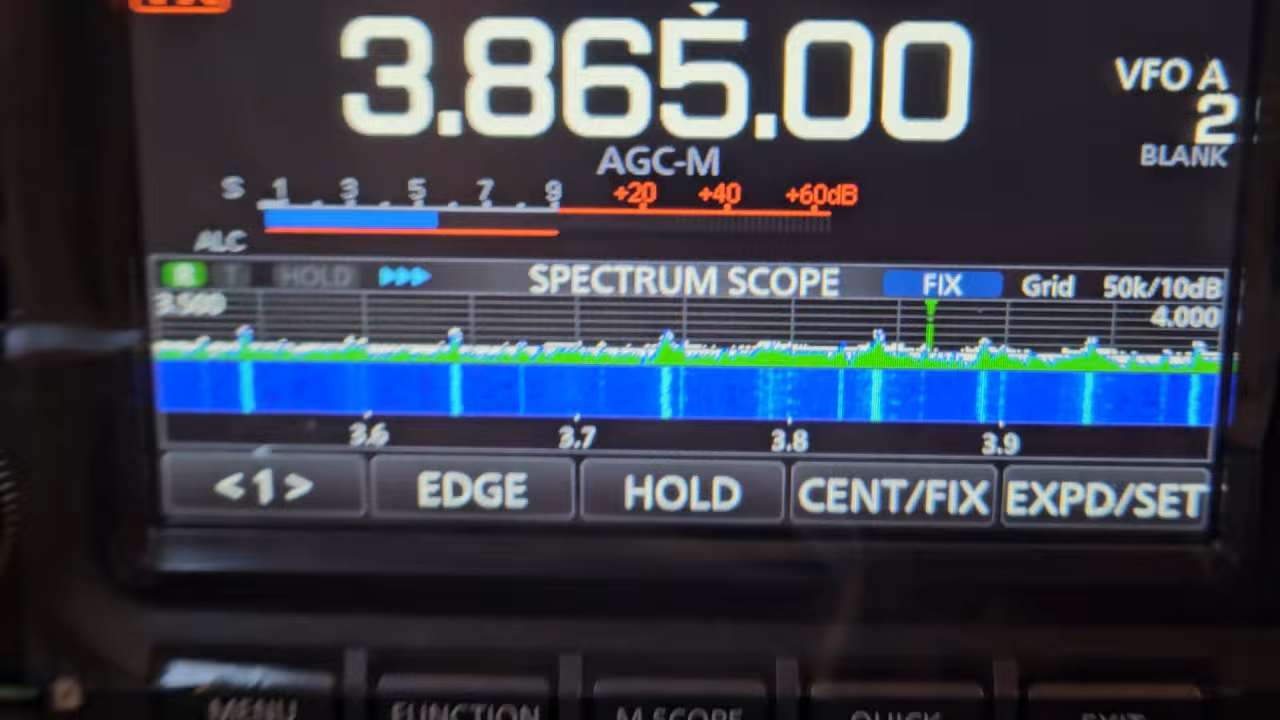 3.865.00
VFO A
2
BLANK
AGC-M
S 1 3 5 7 9 +20 +40 +60dB
ALC
R T HOLD SPECTRUM SCOPE FIX Grid 50k/10dB
3.500 4.000
3.6 3.7 3.8 3.9
<1> EDGE HOLD CENT/FIX EXPD/SET
MENU FUNCTION M.SCOPE QUICK EXIT